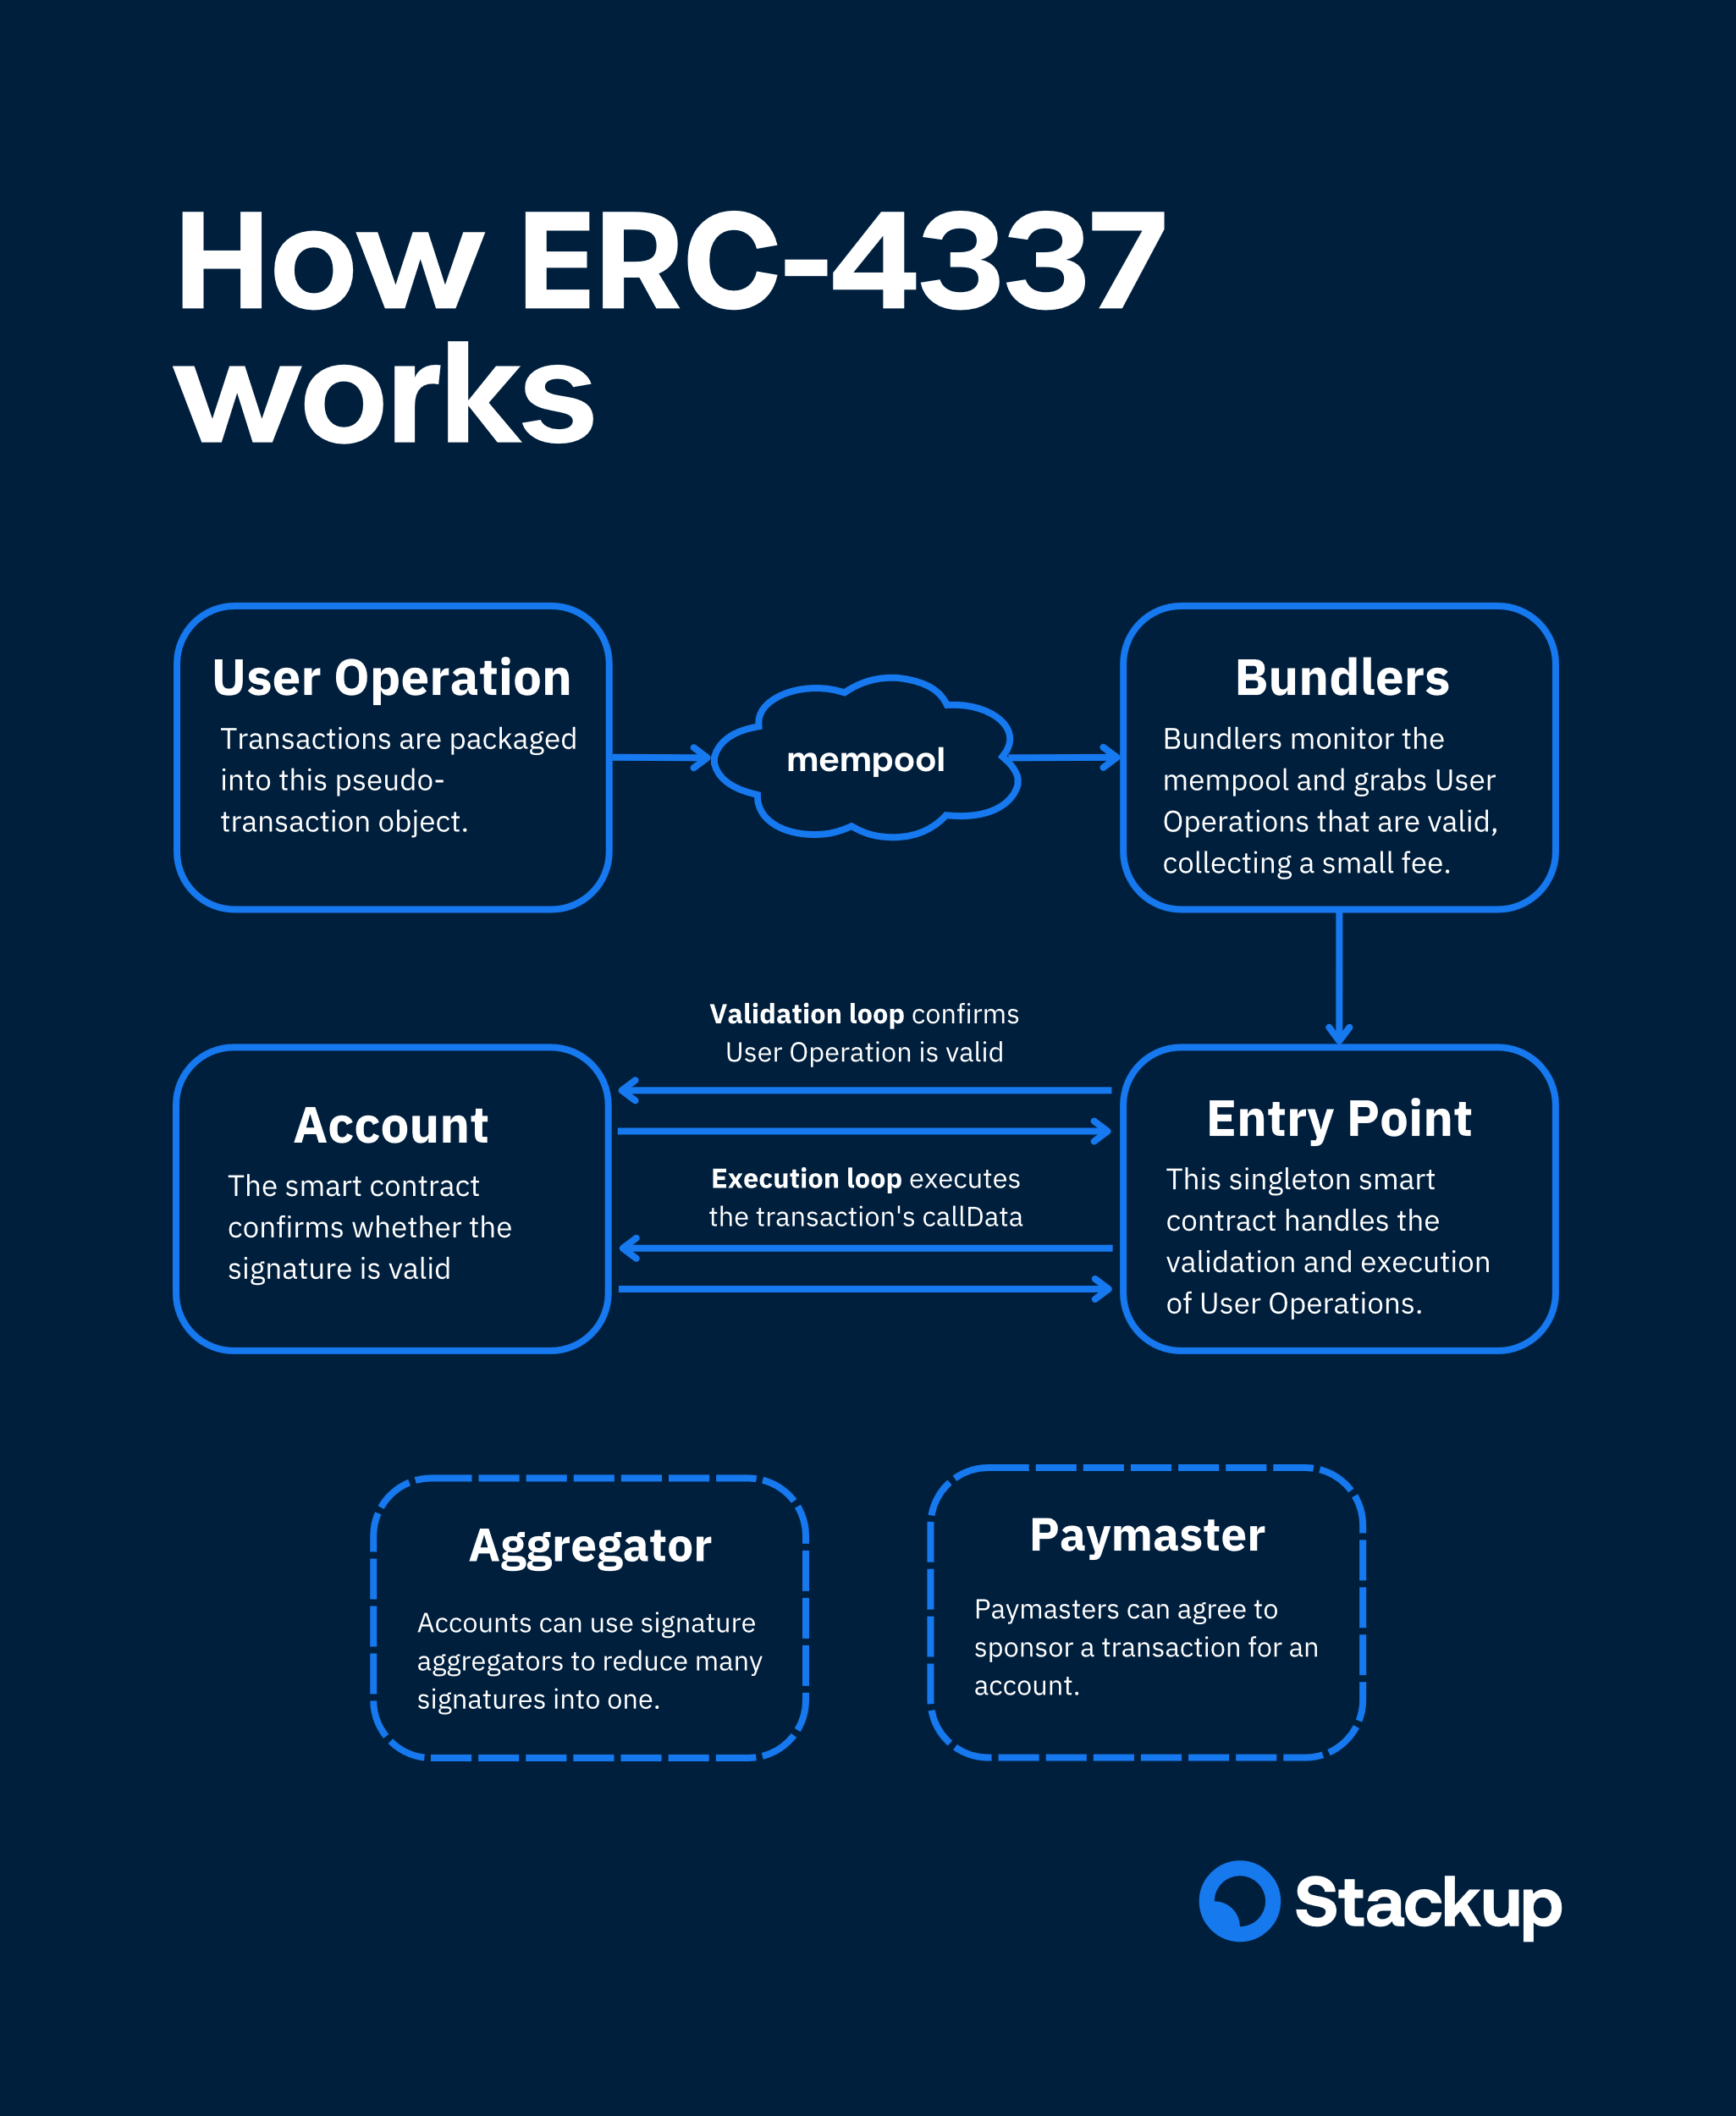 How ERC-4337
works
User Operation
Transactions are packaged
into this pseudo-
transaction object.
mempool
Bundlers
Bundlers monitor the
mempool and grabs User
Operations that are valid,
collecting a small fee.
Validation loop confirms
User Operation is valid
Execution loop executes
the transaction's callData
Account
The smart contract
confirms whether the
signature is valid
Entry Point
This singleton smart
contract handles the
validation and execution
of User Operations.
Aggregator
Accounts can use signature
aggregators to reduce many
signatures into one.
Paymaster
Paymasters can agree to
sponsor a transaction for an
account.
Stackup